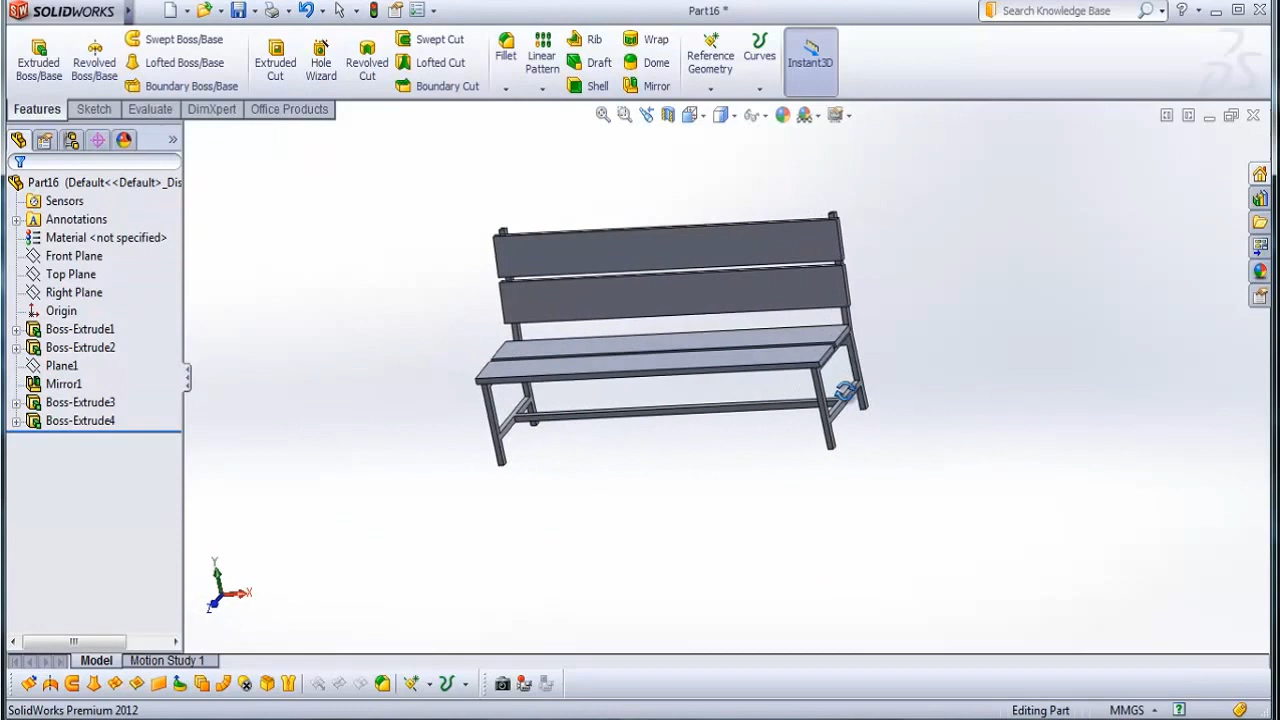 SOLIDWORKS
Part16 *
Search Knowledge Base
Extruded Boss/Base
Revolved Boss/Base
Swept Boss/Base
Lofted Boss/Base
Boundary Boss/Base
Extruded Cut
Hole Wizard
Revolved Cut
Swept Cut
Lofted Cut
Boundary Cut
Fillet
Linear Pattern
Rib
Draft
Shell
Wrap
Dome
Mirror
Reference Geometry
Curves
Instant3D
Features
Sketch
Evaluate
DimXpert
Office Products
Part16 (Default<<Default>_Dis
Sensors
Annotations
Material <not specified>
Front Plane
Top Plane
Right Plane
Origin
Boss-Extrude1
Boss-Extrude2
Plane1
Mirror1
Boss-Extrude3
Boss-Extrude4
Y
X
Z
Model
Motion Study 1
SolidWorks Premium 2012
Editing Part
MMGS